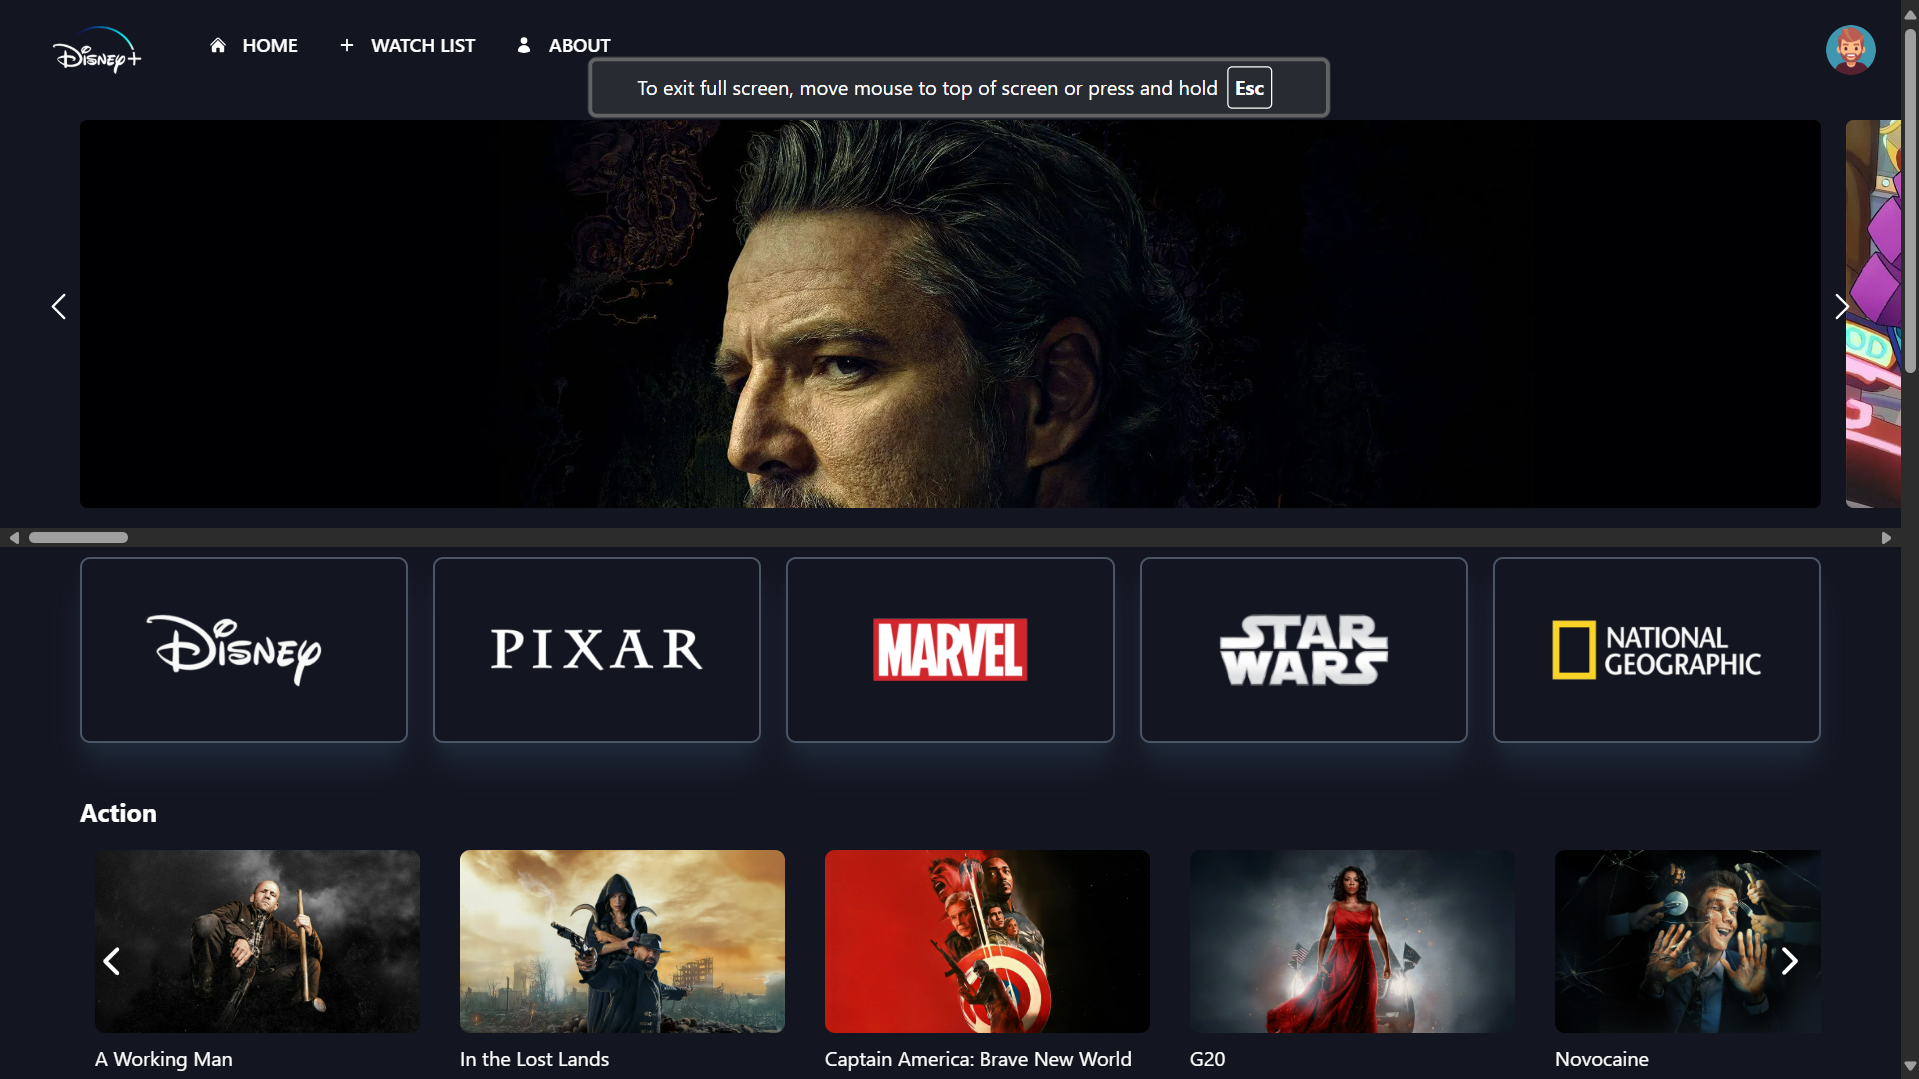 Disney+
HOME
WATCH LIST
ABOUT
To exit full screen, move mouse to top of screen or press and hold Esc
OD
Disney
PIXAR
MARVEL
STAR
WARS
NATIONAL
GEOGRAPHIC
Action
A Working Man
In the Lost Lands
Captain America: Brave New World
G20
Novocaine